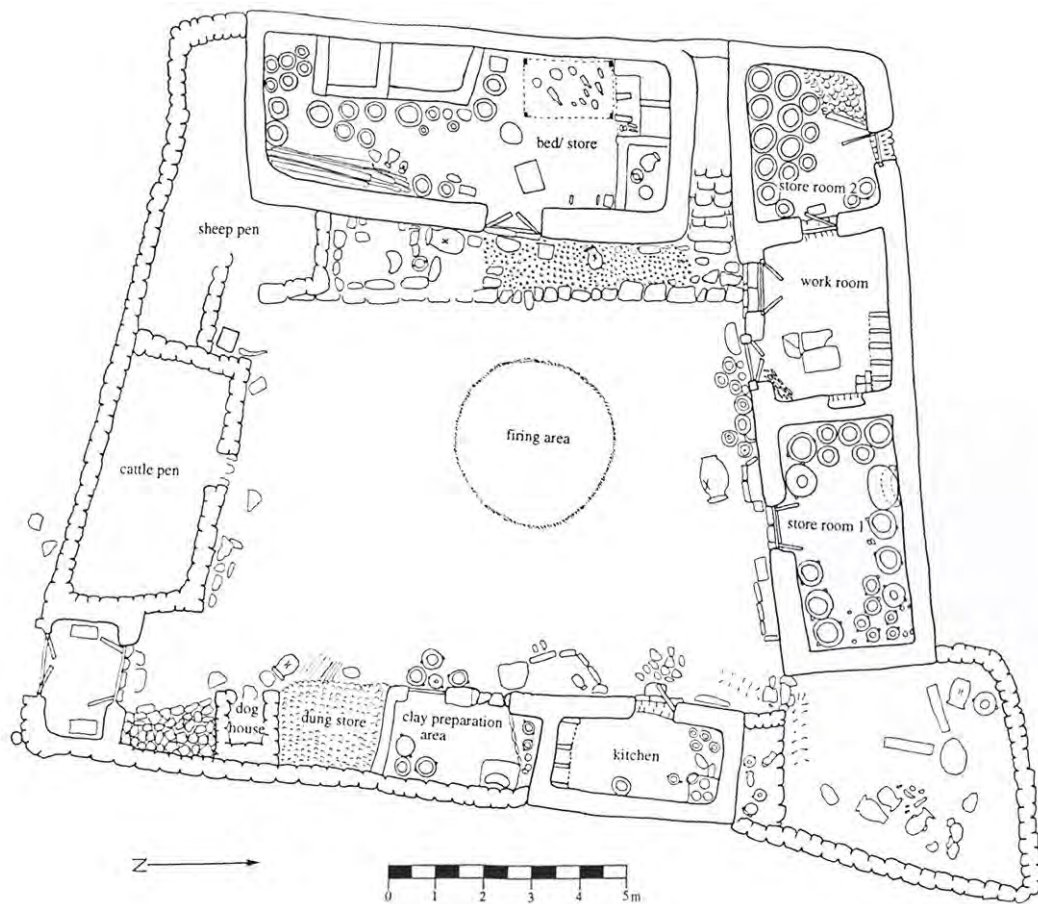 bed/ store
store room 2
sheep pen
work room
firing area
cattle pen
store room 1
dog
house
dung store
clay preparation
area
kitchen
N
0 1 2 3 4 5m